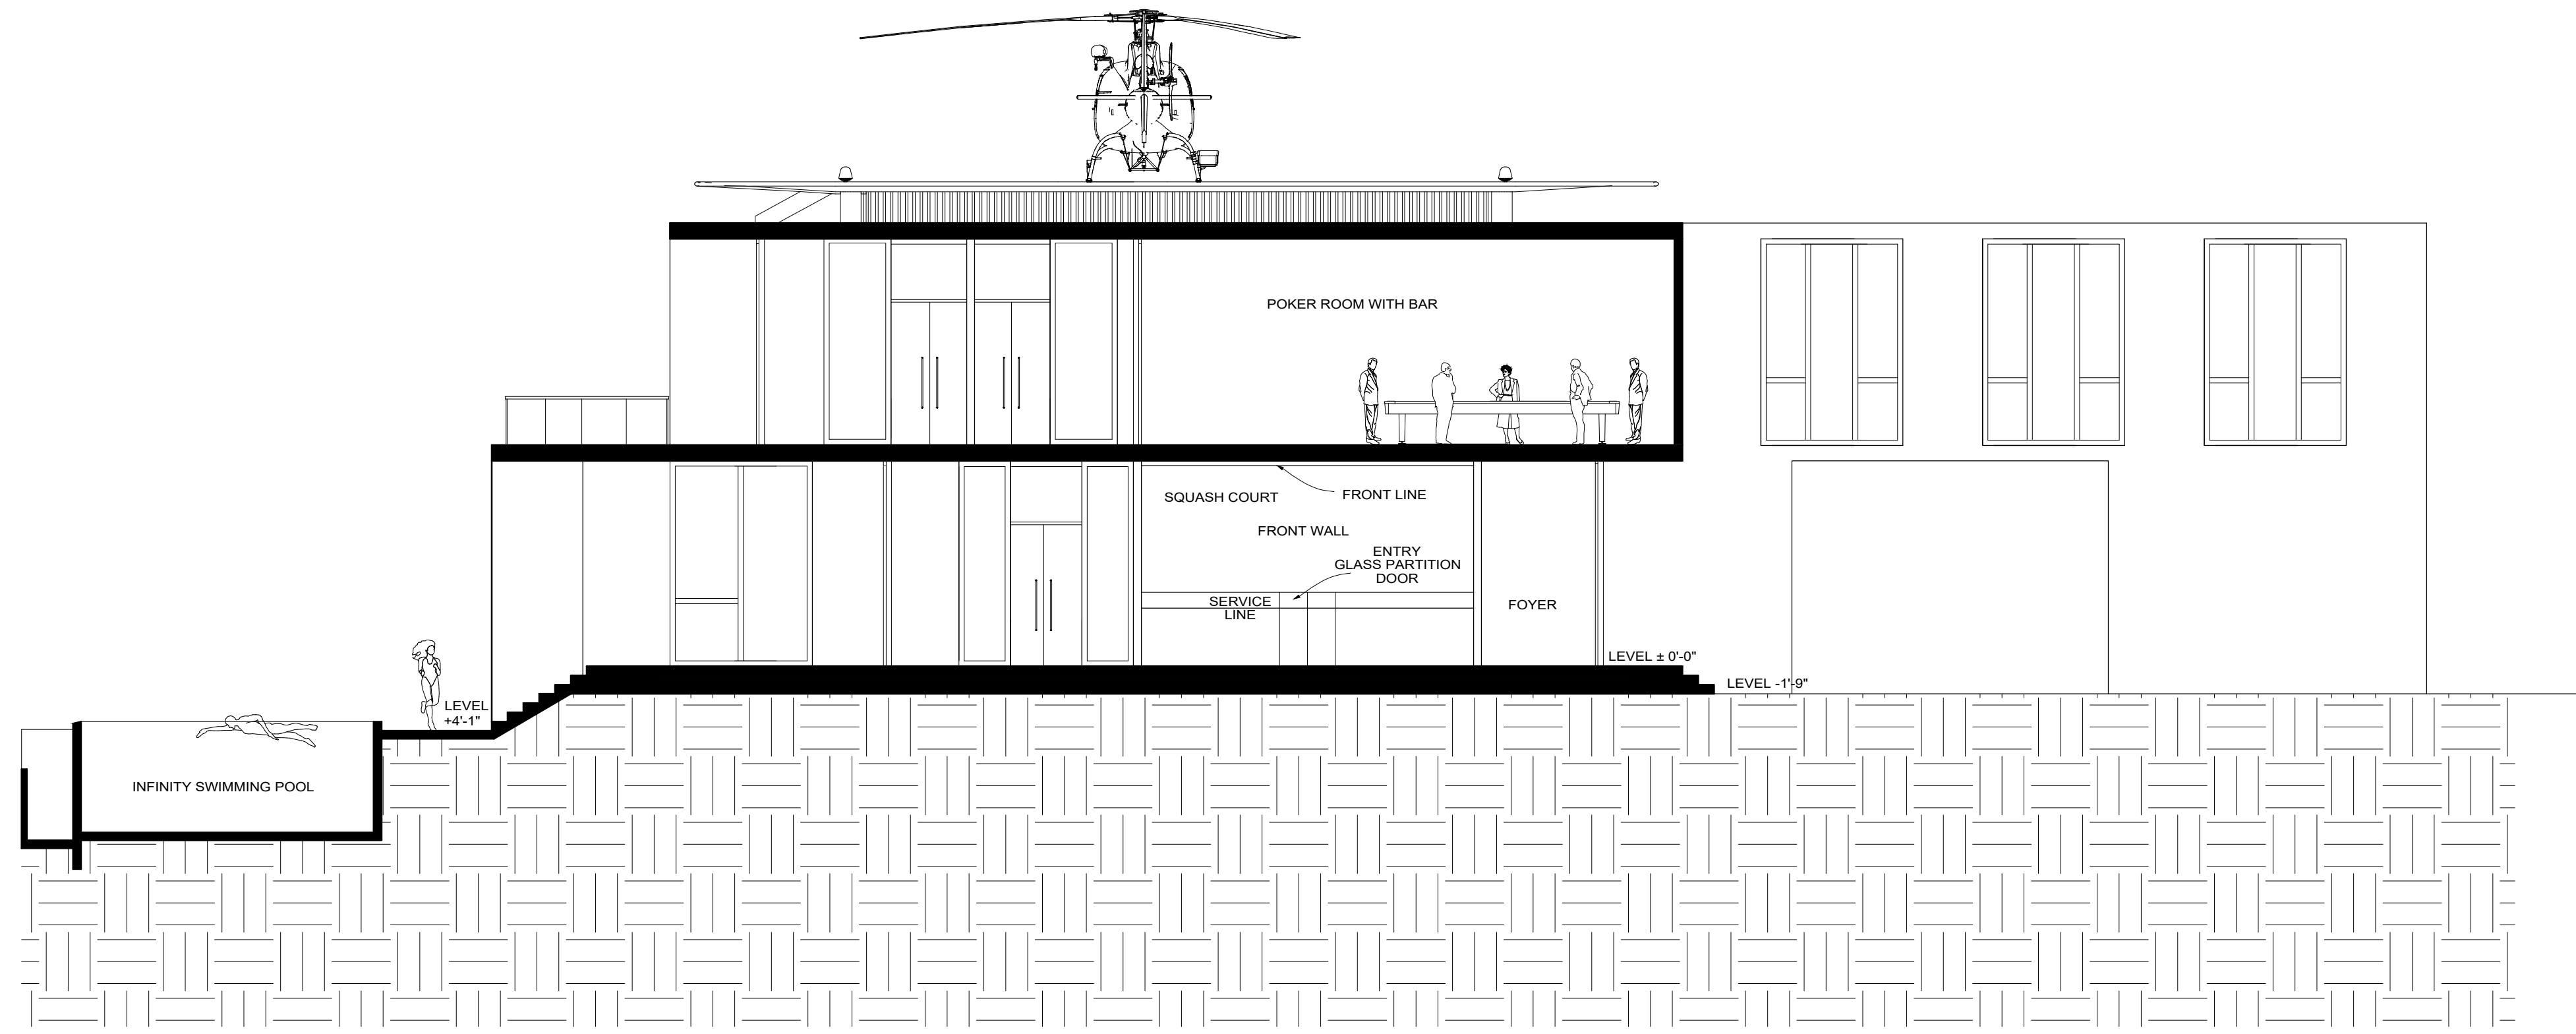 POKER ROOM WITH BAR
SQUASH COURT
FRONT LINE
FRONT WALL
ENTRY
GLASS PARTITION
DOOR
SERVICE
LINE
FOYER
LEVEL ± 0'-0"
LEVEL -1'-9"
LEVEL
+4'-1"
INFINITY SWIMMING POOL